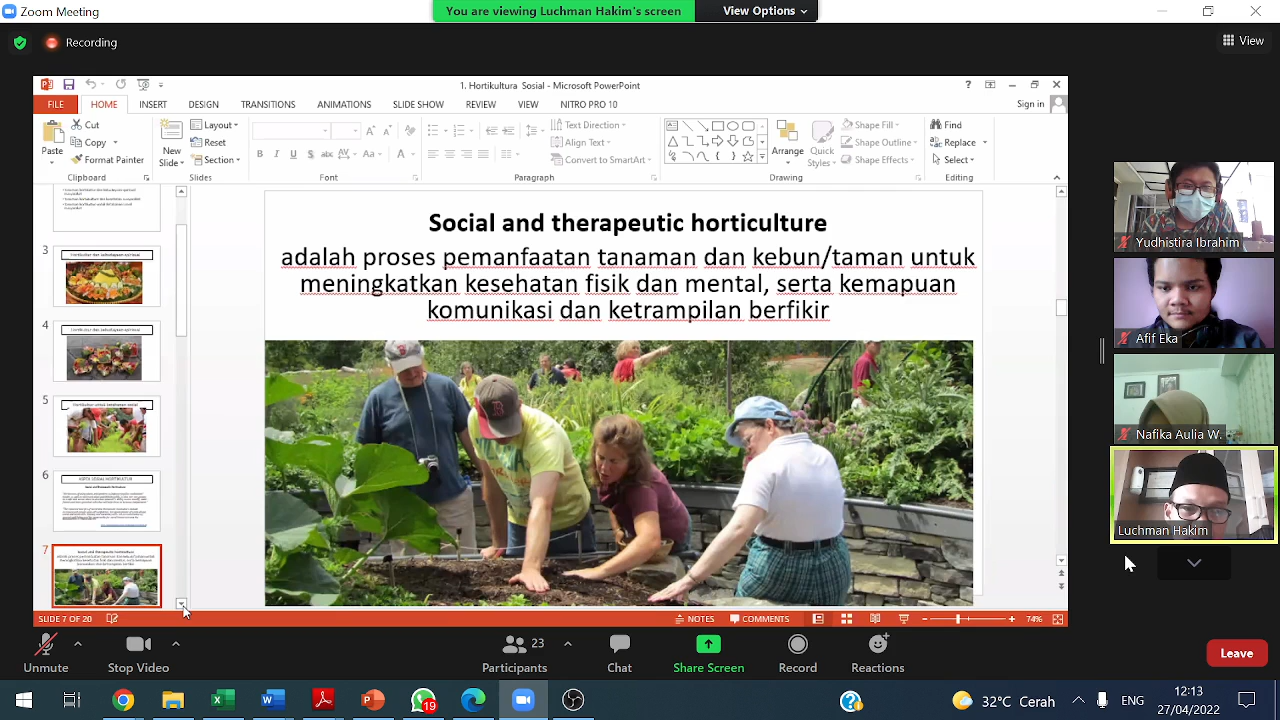 Zoom Meeting
You are viewing Luchman Hakim's screen
View Options
Recording
View
1. Hortikultura Sosial - Microsoft PowerPoint
FILE HOME INSERT DESIGN TRANSITIONS ANIMATIONS SLIDE SHOW REVIEW VIEW NITRO PRO 10
Sign in
Paste
Cut
Copy
Format Painter
Clipboard
New Slide
Layout
Reset
Section
Slides
Font
Text Direction
Align Text
Convert to SmartArt
Paragraph
Arrange
Quick Styles
Shape Fill
Shape Outline
Shape Effects
Drawing
Find
Replace
Select
Editing
3
4
5
6
7
Social and therapeutic horticulture
adalah proses pemanfaatan tanaman dan kebun/taman untuk
meningkatkan kesehatan fisik dan mental, serta kemapuan
komunikasi dan ketrampilan berfikir
Yudhistira Ibrahim
Afif Eka
Nafika Aulia W.
Luchman Hakim
SLIDE 7 OF 20
NOTES
COMMENTS
74%
Unmute
Stop Video
Participants
23
Chat
Share Screen
Record
Reactions
Leave
19
32°C Cerah
ENG
12:13
27/04/2022